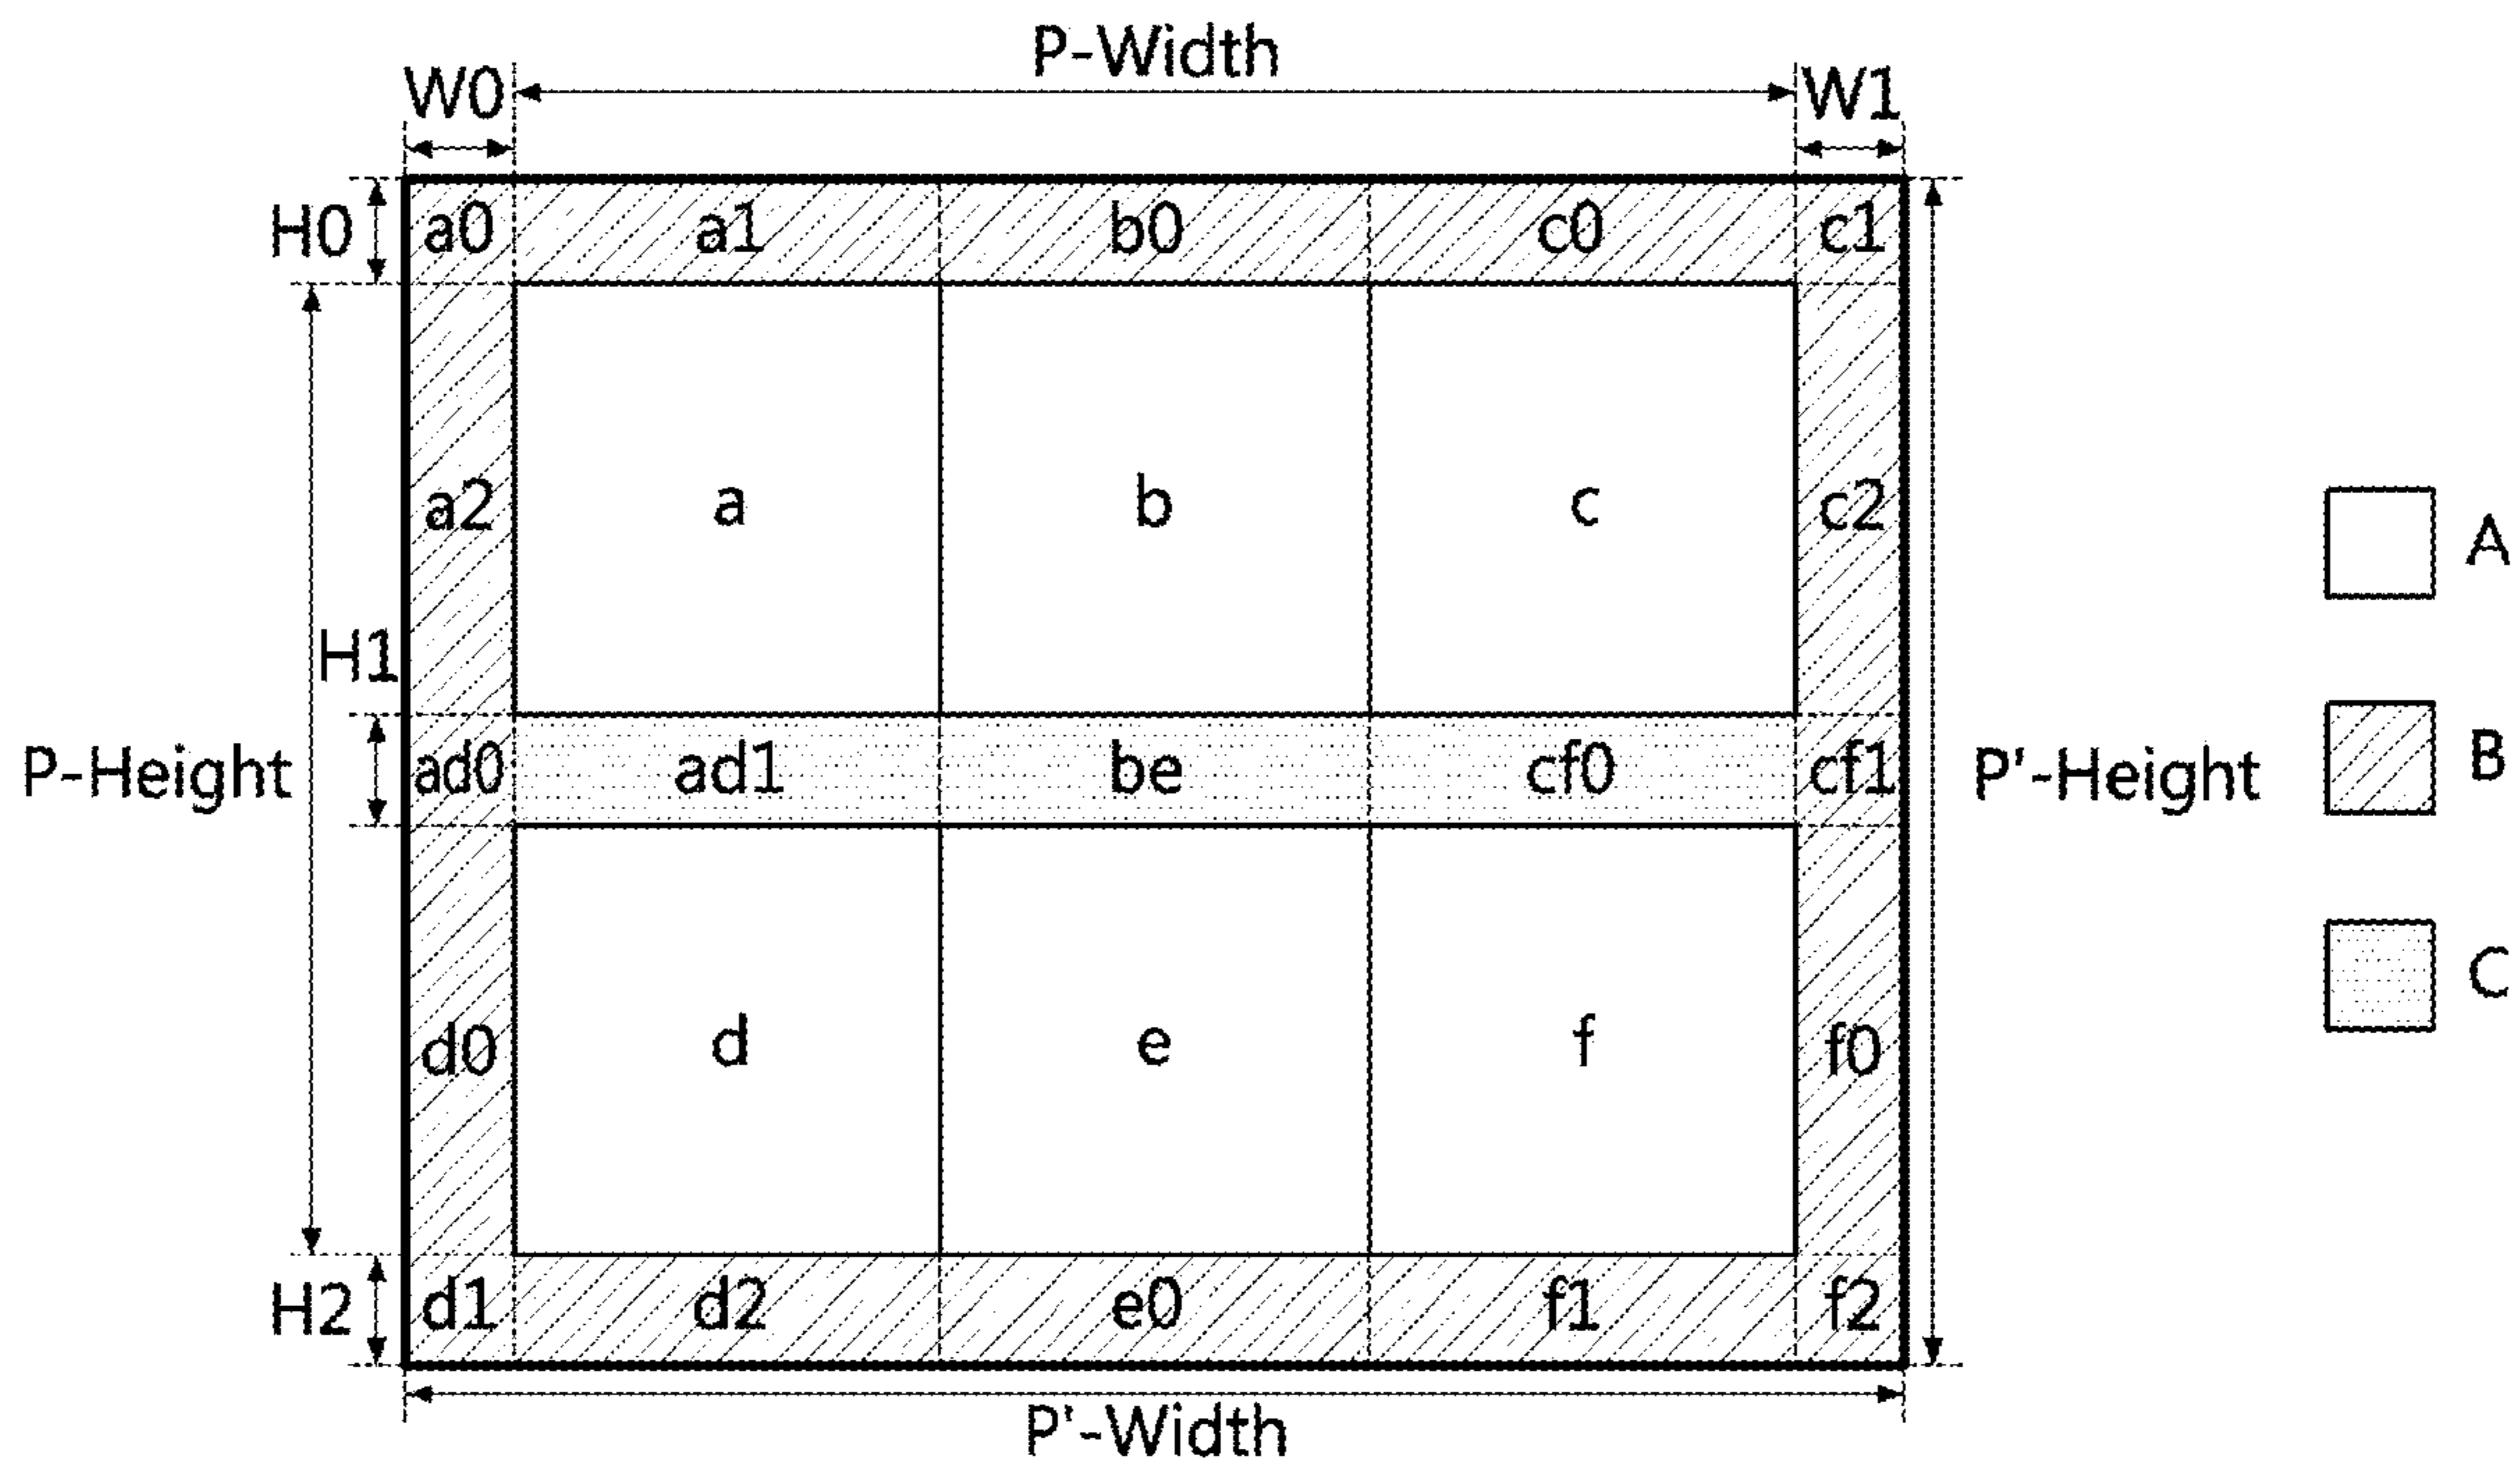 P-Width
W0
W1
H0
a0
a1
b0
c0
c1
a2
a
b
c
c2
A
H1
P-Height
ad0
ad1
be
cf0
cf1
P'-Height
B
C
d0
d
e
f
f0
H2
d1
d2
e0
f1
f2
P'-Width